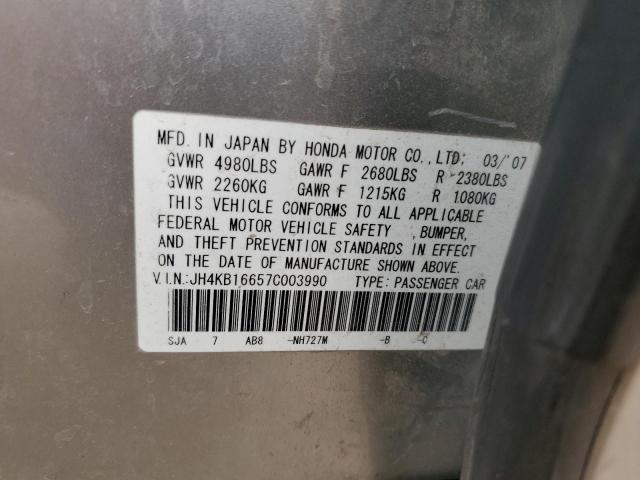 MFD. IN JAPAN BY HONDA MOTOR CO., LTD: 03/'07
GVWR 4980LBS GAWR F 2680LBS R 2380LBS
GVWR 2260KG GAWR F 1215KG R 1080KG
THIS VEHICLE CONFORMS TO ALL APPLICABLE
FEDERAL MOTOR VEHICLE SAFETY ,BUMPER,
AND THEFT PREVENTION STANDARDS IN EFFECT
ON THE DATE OF MANUFACTURE SHOWN ABOVE.
V.I.N.:JH4KB16657C003990 TYPE: PASSENGER CAR
SJA 7 AB8 -NH727M -B -C